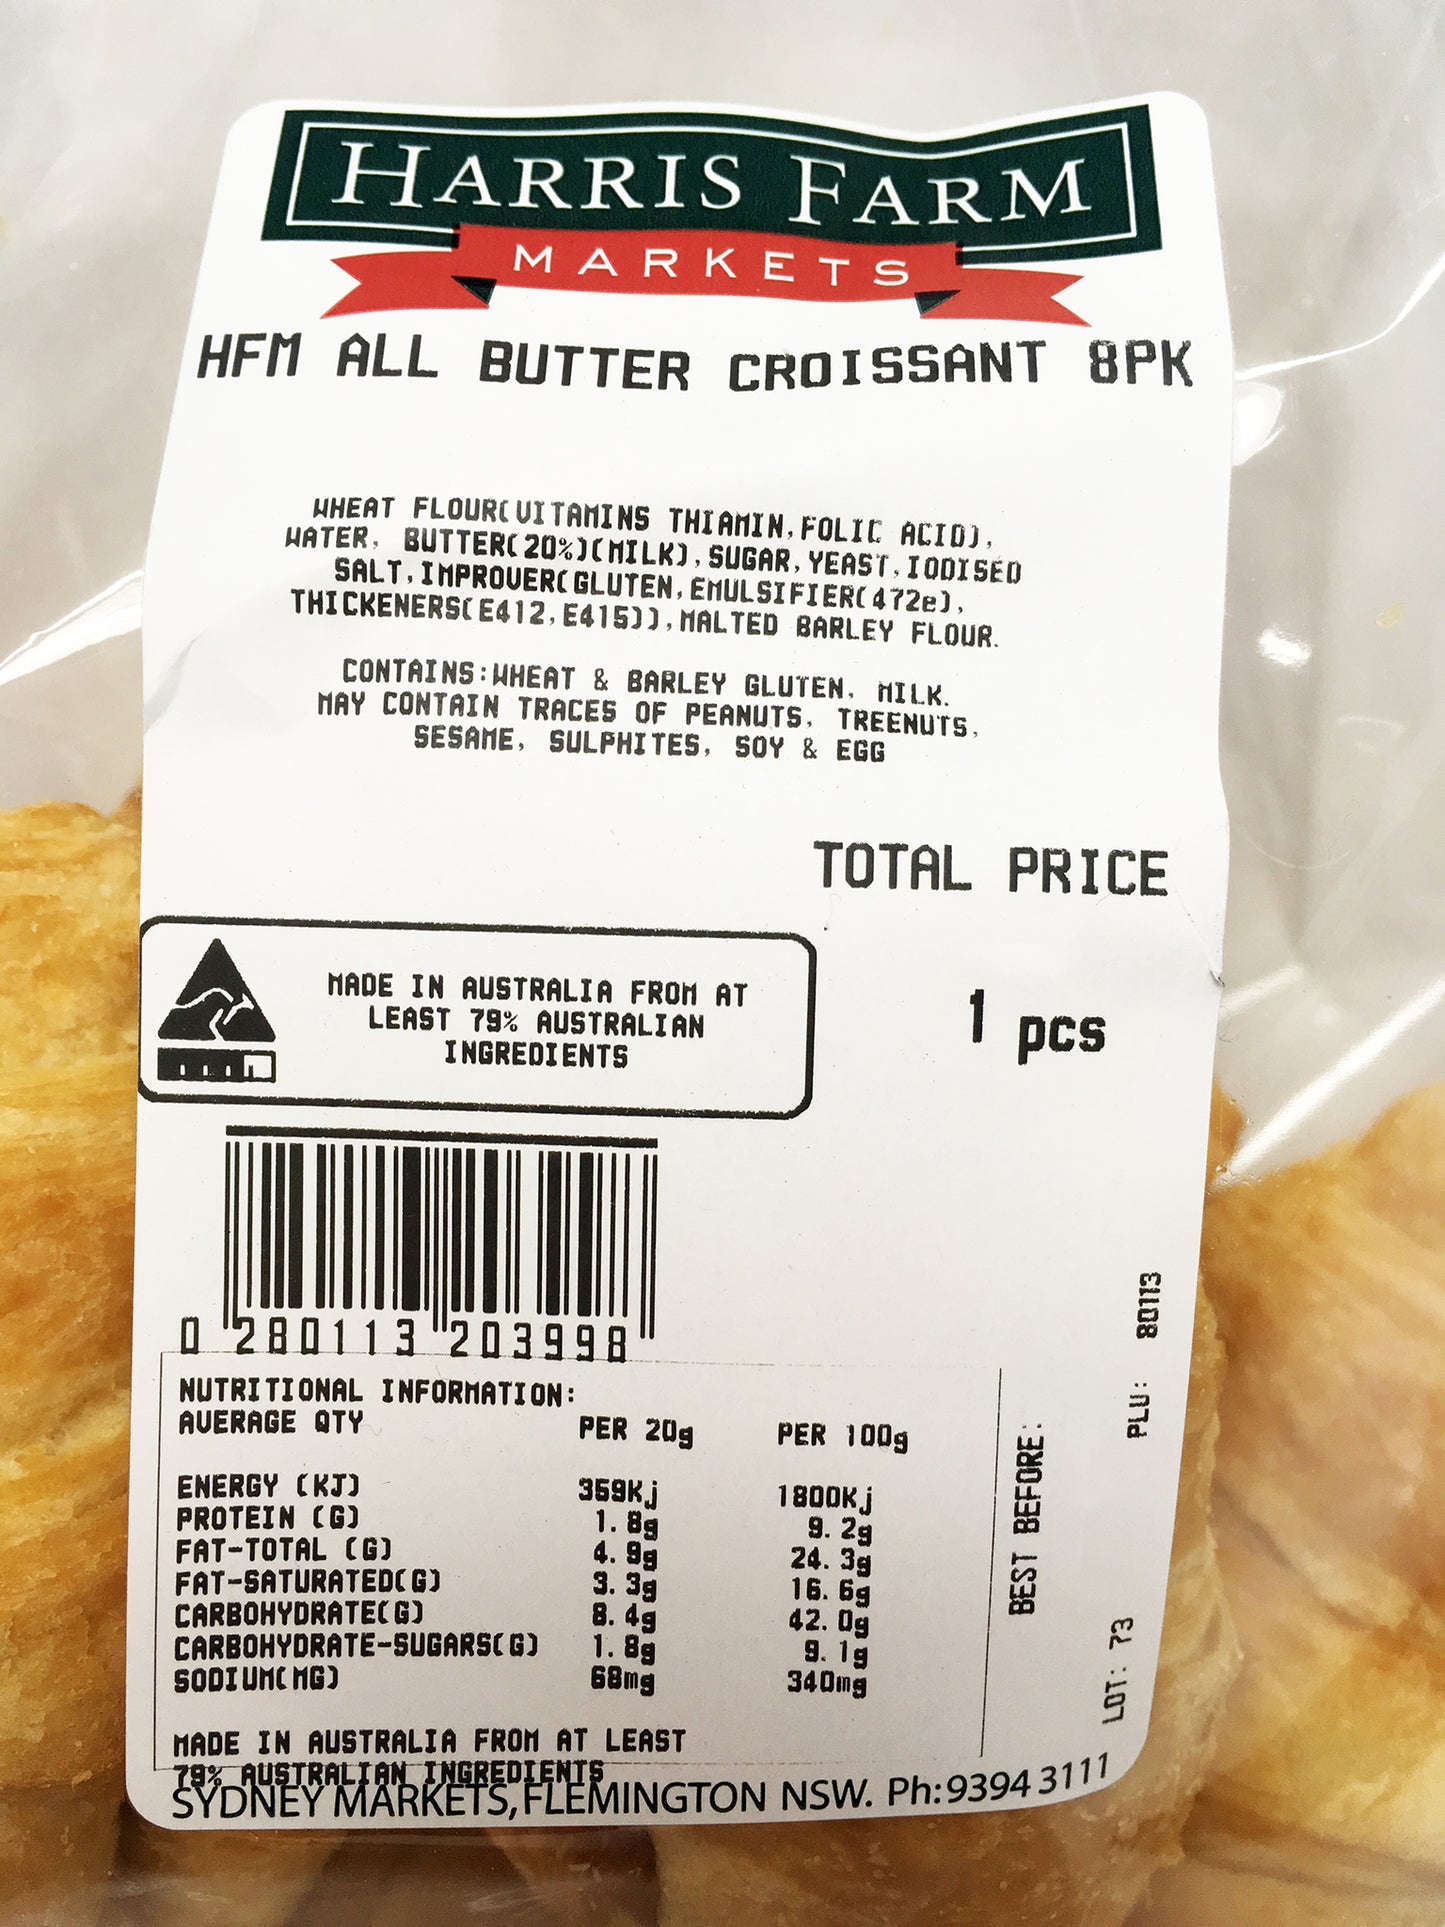 HARRIS FARM
MARKETS
HFM ALL BUTTER CROISSANT 8PK
WHEAT FLOUR(VITAMINS THIAMIN,FOLIC ACID),
WATER, BUTTER(20%)(MILK),SUGAR,YEAST,IODISED
SALT,IMPROVER(GLUTEN,EMULSIFIER(472e),
THICKENERS(E412,E415)),MALTED BARLEY FLOUR.
CONTAINS:WHEAT & BARLEY GLUTEN, MILK.
MAY CONTAIN TRACES OF PEANUTS, TREENUTS,
SESAME, SULPHITES, SOY & EGG
TOTAL PRICE
MADE IN AUSTRALIA FROM AT
LEAST 79% AUSTRALIAN
INGREDIENTS
1 pcs
0 280113 203998
NUTRITIONAL INFORMATION:
AVERAGE QTY PER 20g PER 100g
ENERGY (KJ) 359Kj 1800Kj
PROTEIN (G) 1.8g 9.2g
FAT-TOTAL (G) 4.9g 24.3g
FAT-SATURATED(G) 3.3g 16.6g
CARBOHYDRATE(G) 8.4g 42.0g
CARBOHYDRATE-SUGARS(G) 1.8g 9.1g
SODIUM(MG) 68mg 340mg
MADE IN AUSTRALIA FROM AT LEAST
79% AUSTRALIAN INGREDIENTS
SYDNEY MARKETS, FLEMINGTON NSW. Ph:9394 3111
BEST BEFORE:
PLU: 80113
LOT: 73